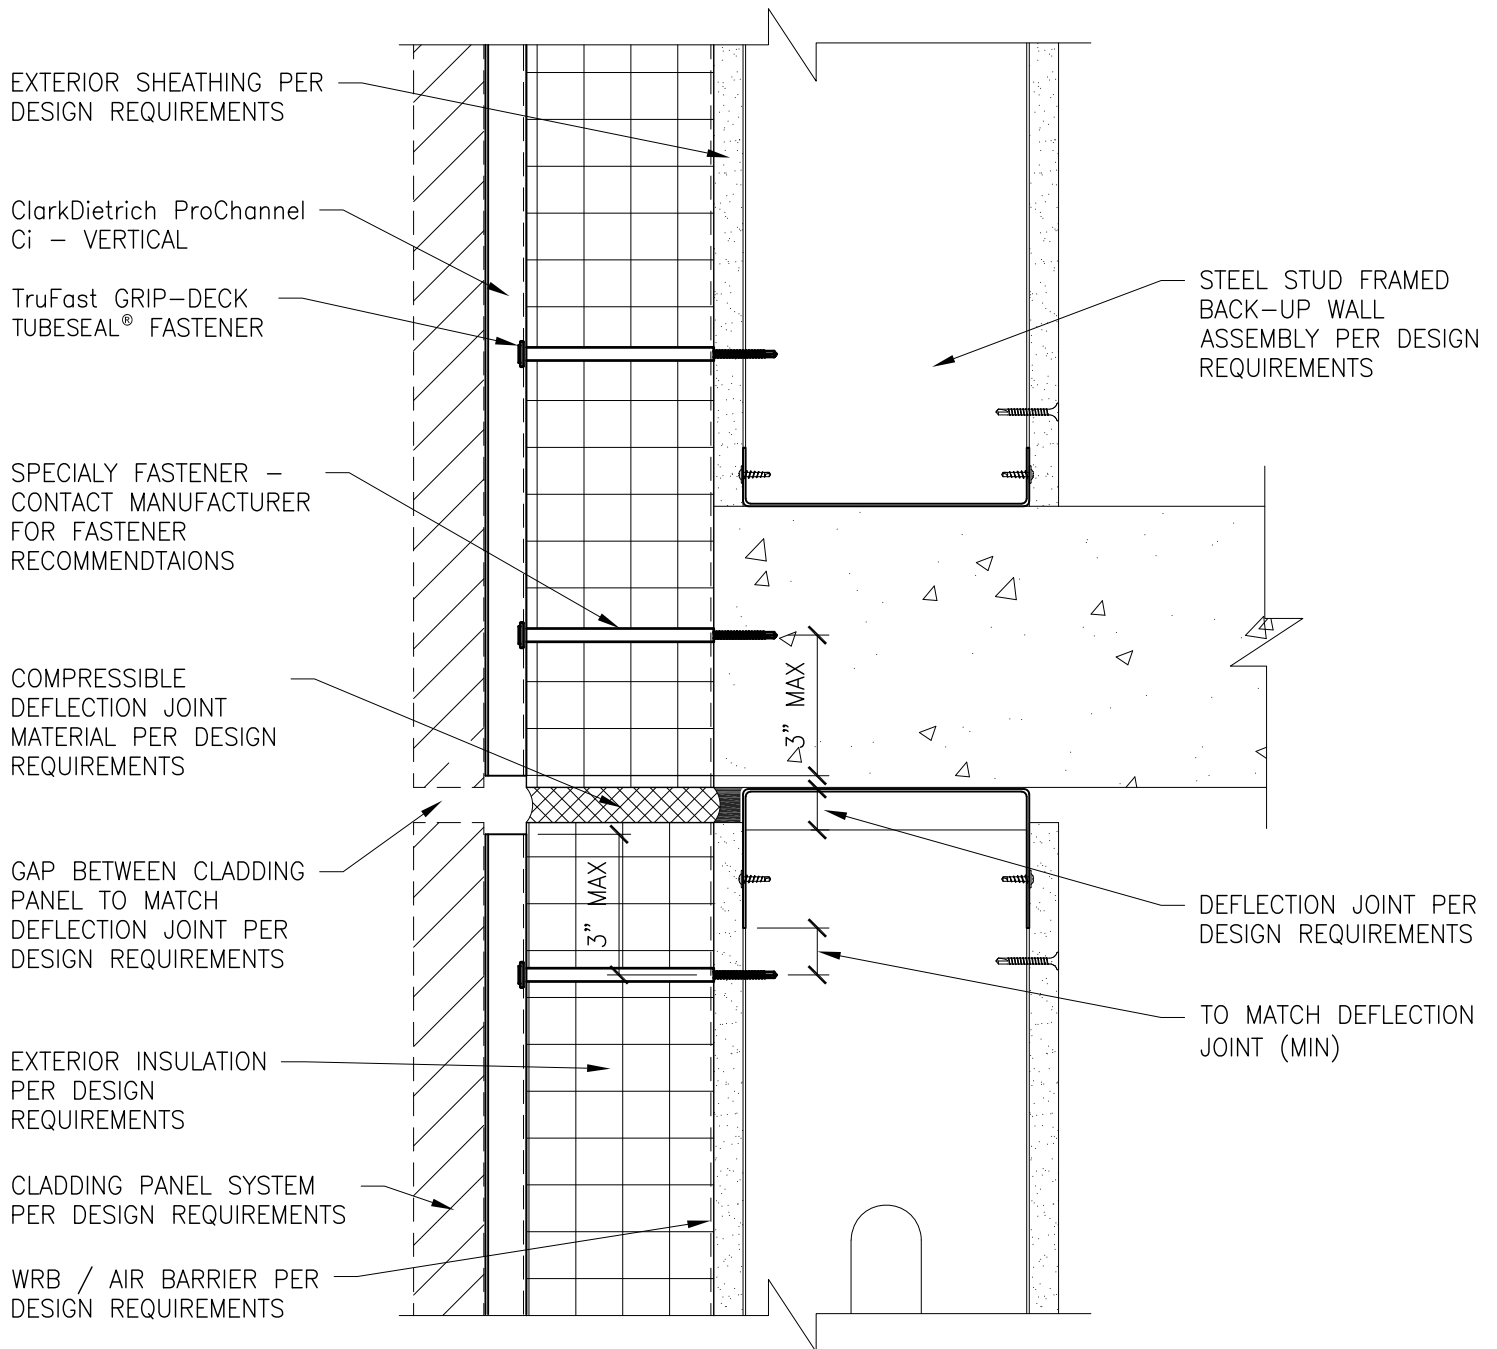 EXTERIOR SHEATHING PER
DESIGN REQUIREMENTS
ClarkDietrich ProChannel
Ci – VERTICAL
TruFast GRIP–DECK
TUBESEAL® FASTENER
SPECIALY FASTENER –
CONTACT MANUFACTURER
FOR FASTENER
RECOMMENDTAIONS
COMPRESSIBLE
DEFLECTION JOINT
MATERIAL PER DESIGN
REQUIREMENTS
GAP BETWEEN CLADDING
PANEL TO MATCH
DEFLECTION JOINT PER
DESIGN REQUIREMENTS
EXTERIOR INSULATION
PER DESIGN
REQUIREMENTS
CLADDING PANEL SYSTEM
PER DESIGN REQUIREMENTS
WRB / AIR BARRIER PER
DESIGN REQUIREMENTS
3" MAX
3" MAX
STEEL STUD FRAMED
BACK–UP WALL
ASSEMBLY PER DESIGN
REQUIREMENTS
DEFLECTION JOINT PER
DESIGN REQUIREMENTS
TO MATCH DEFLECTION
JOINT (MIN)